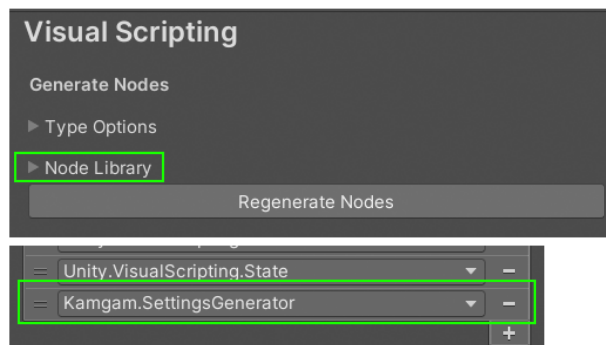 Visual Scripting
Generate Nodes
Type Options
Node Library
Regenerate Nodes
Unity.VisualScripting.State
Kamgam.SettingsGenerator